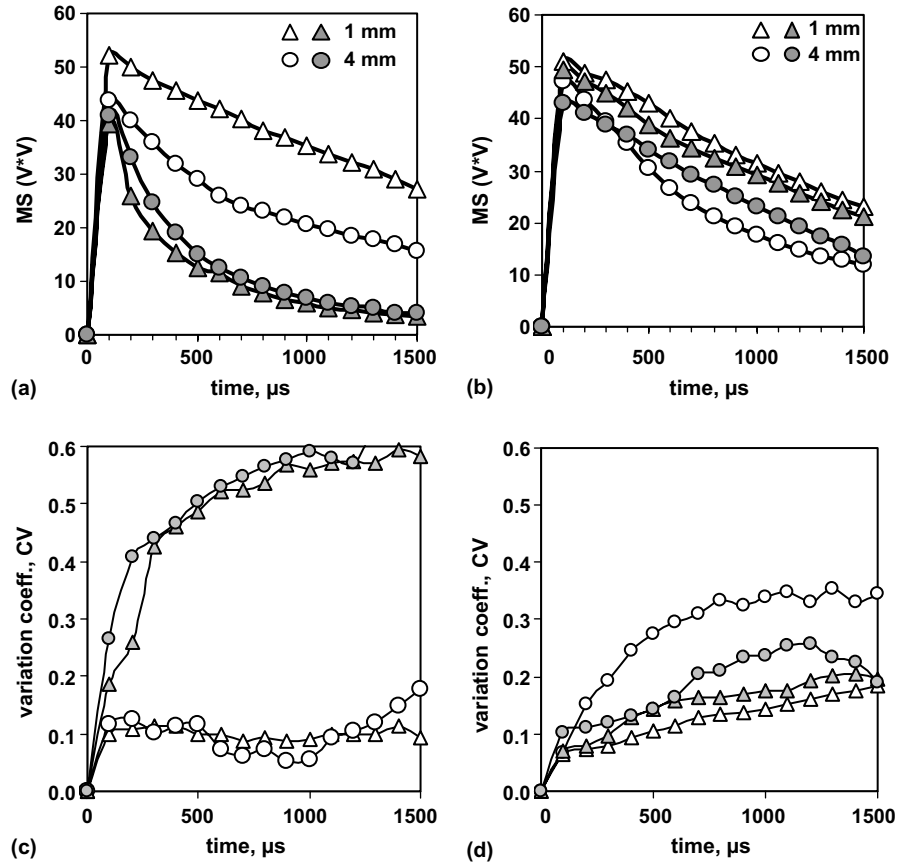 60
50
40
30
20
10
0
MS (V*V)
1 mm
4 mm
0
500
1000
1500
time, µs
(a)
60
50
40
30
20
10
0
MS (V*V)
1 mm
4 mm
0
500
1000
1500
time, µs
(b)
0.6
0.5
0.4
0.3
0.2
0.1
0.0
variation coeff., CV
0
500
1000
1500
time, µs
(c)
0.6
0.5
0.4
0.3
0.2
0.1
0.0
variation coeff., CV
0
500
1000
1500
time, µs
(d)